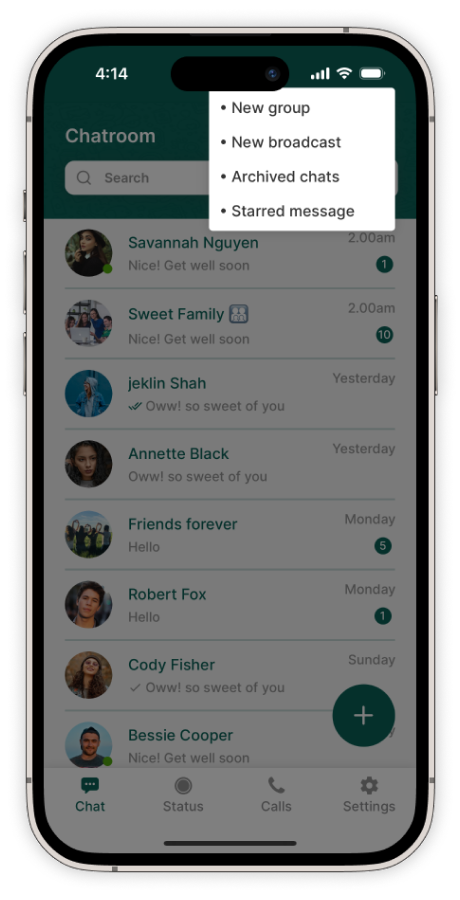 4:14
• New group
• New broadcast
• Archived chats
• Starred message
Chatroom
Search
Savannah Nguyen
2.00am
Nice! Get well soon
1
Sweet Family
2.00am
Nice! Get well soon
10
jeklin Shah
Yesterday
Oww! so sweet of you
Annette Black
Yesterday
Oww! so sweet of you
Friends forever
Monday
Hello
5
Robert Fox
Monday
Hello
1
Cody Fisher
Sunday
Oww! so sweet of you
Bessie Cooper
Nice! Get well soon
Chat
Status
Calls
Settings